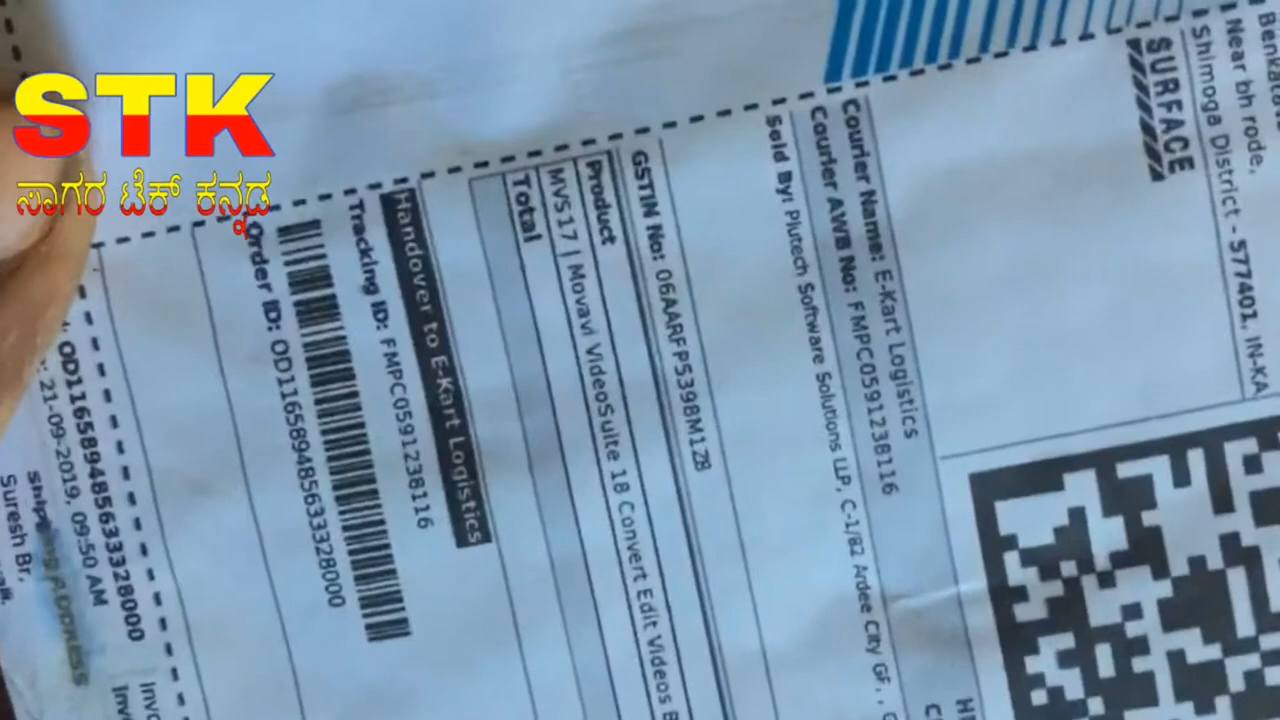 STK
ಸಾಗರ ಟೆಕ್ ಕನ್ನಡ
Near bh rode,
Shimoga District - 577401, IN-KA
SURFACE
Courier Name: E-Kart Logistics
Courier AWB No: FMPC0591238116
Sold By: Plutech Software Solutions LLP, C-1/82 Ardee City GF, ,
GSTIN No: 06AARFP5398M1Z8
Product
MVS17 | Movavi VideoSuite 18 Convert Edit Videos
Total
Handover to E-Kart Logistics
Tracking ID: FMPC0591238116
Order ID: OD116589485633328000
OD116589485633328000
21-09-2019, 09:50 AM
ADDRESS
Suresh Br,